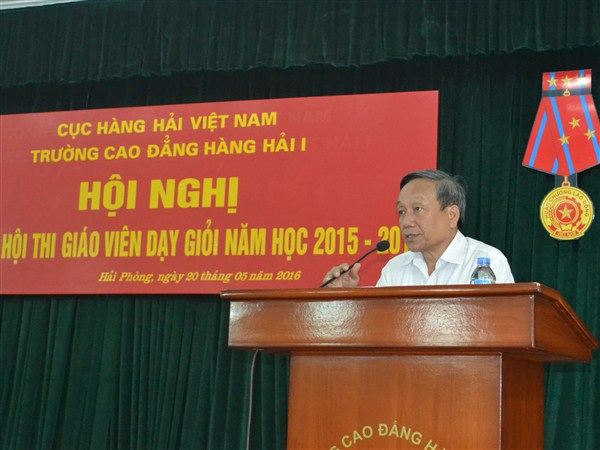 CỤC HÀNG HẢI VIỆT NAM
TRƯỜNG CAO ĐẲNG HÀNG HẢI I
HỘI NGHỊ
HỘI THI GIÁO VIÊN DẠY GIỎI NĂM HỌC 2015 - 20
Hải Phòng, ngày 20 tháng 05 năm 2016
CAO ĐẲNG H